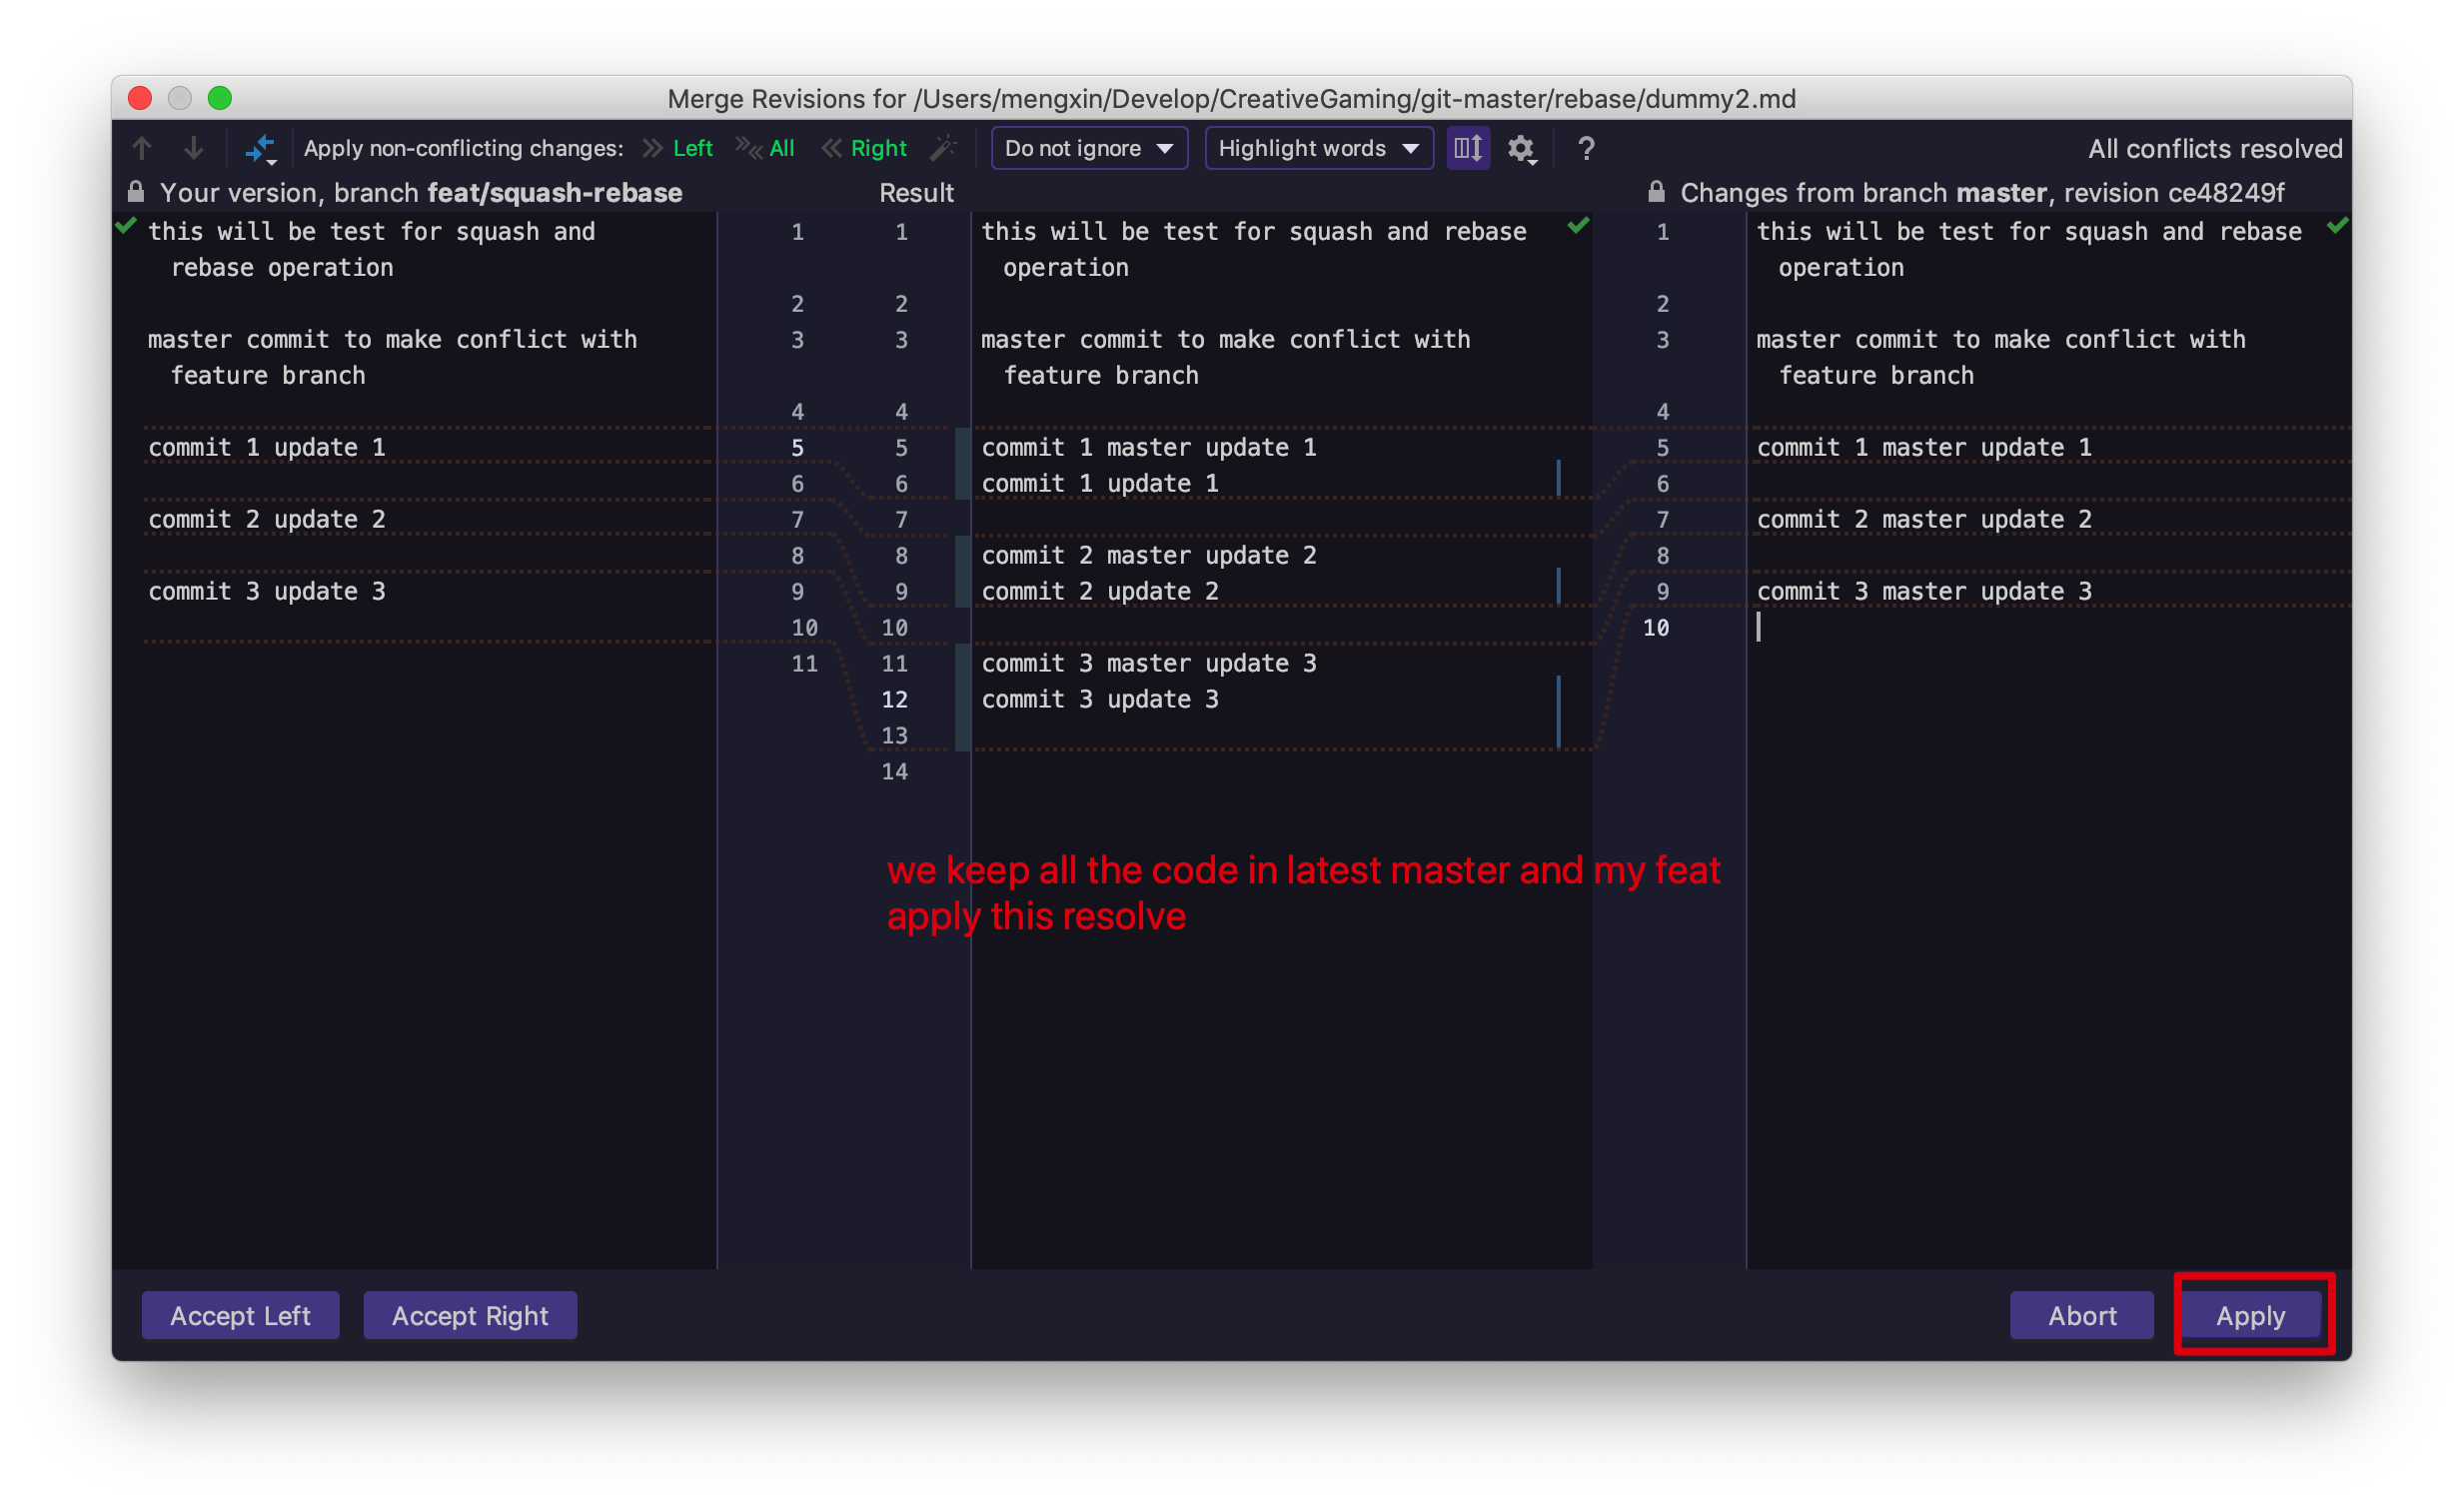 Merge Revisions for /Users/mengxin/Develop/CreativeGaming/git-master/rebase/dummy2.md
Apply non-conflicting changes: Left All Right Do not ignore Highlight words ? All conflicts resolved
Your version, branch feat/squash-rebase
Result
Changes from branch master, revision ce48249f
this will be test for squash and
rebase operation
master commit to make conflict with
feature branch
commit 1 update 1
commit 2 update 2
commit 3 update 3
1
2
3
4
5
6
7
8
9
10
11
1
2
3
4
5
6
7
8
9
10
11
12
13
14
this will be test for squash and rebase
operation
master commit to make conflict with
feature branch
commit 1 master update 1
commit 1 update 1
commit 2 master update 2
commit 2 update 2
commit 3 master update 3
commit 3 update 3
1
2
3
4
5
6
7
8
9
10
this will be test for squash and rebase
operation
master commit to make conflict with
feature branch
commit 1 master update 1
commit 2 master update 2
commit 3 master update 3
we keep all the code in latest master and my feat
apply this resolve
Accept Left
Accept Right
Abort
Apply